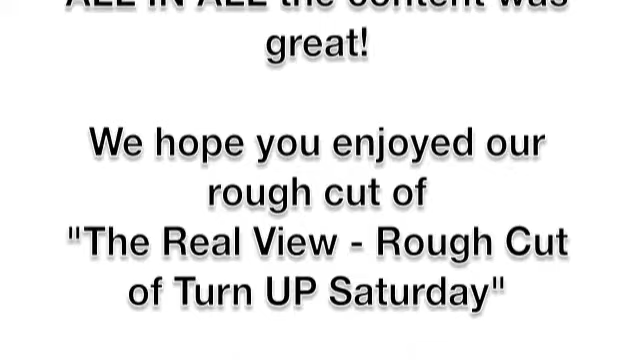 ALL IN ALL the content was
great!
We hope you enjoyed our
rough cut of
"The Real View - Rough Cut
of Turn UP Saturday"